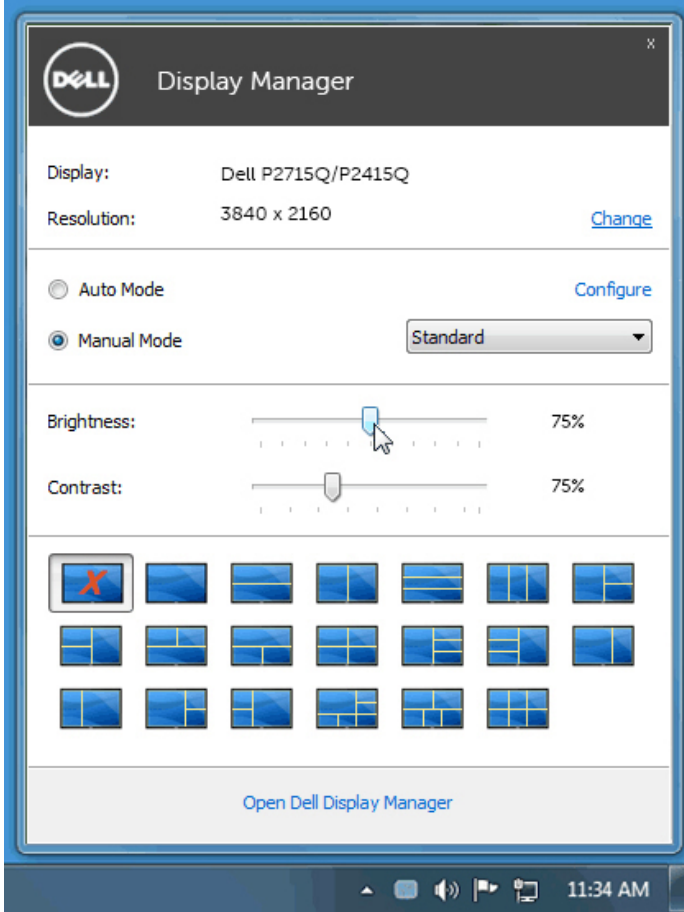 x
DELL
Display Manager
Display: Dell P2715Q/P2415Q
Resolution: 3840 x 2160 Change
Auto Mode Configure
Manual Mode Standard
Brightness: 75%
Contrast: 75%
Open Dell Display Manager
11:34 AM